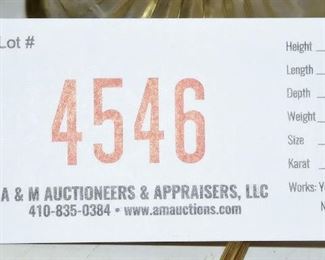 Lot #
4546
A & M AUCTIONEERS & APPRAISERS, LLC
410-835-0384 • www.amauctions.com
Height
Length
Depth
Weight
Size
Karat
Works: Y
N